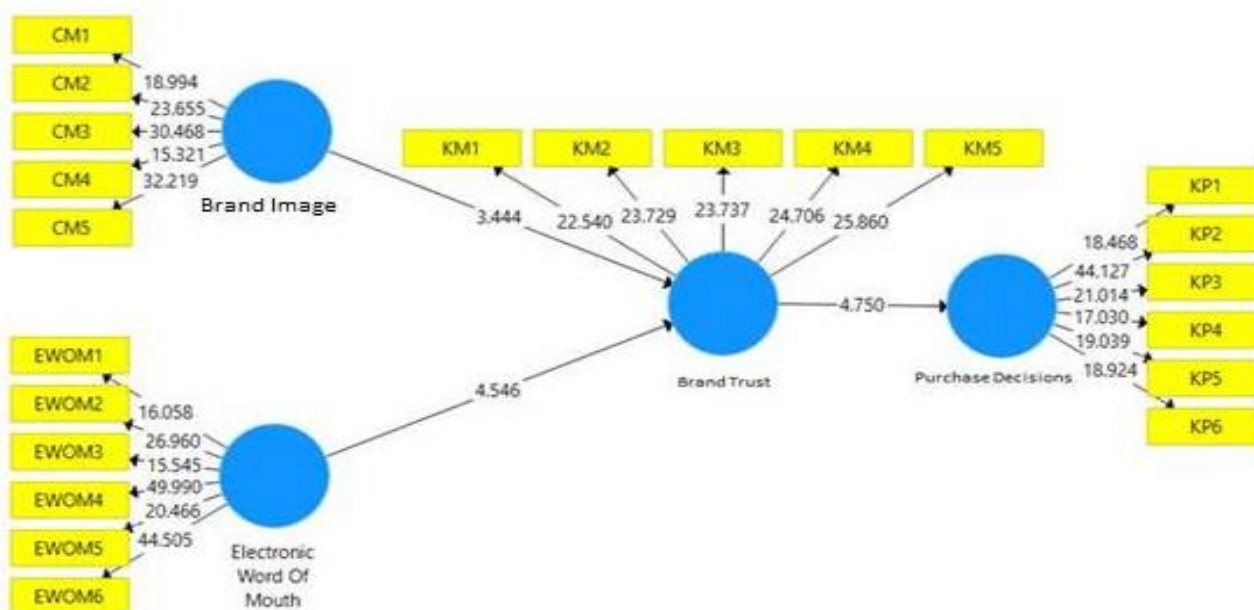 CM1
CM2
CM3
CM4
CM5
18.994
23.655
30.468
15.321
32.219
Brand Image
KM1
KM2
KM3
KM4
KM5
3.444
22.540
23.729
23.737
24.706
25.860
KP1
KP2
KP3
KP4
KP5
KP6
18.468
44.127
21.014
17.030
19.039
18.924
4.750
Brand Trust
Purchase Decisions
EWOM1
EWOM2
EWOM3
EWOM4
EWOM5
EWOM6
16.058
26.960
15.545
49.990
20.466
44.505
4.546
Electronic
Word Of
Mouth